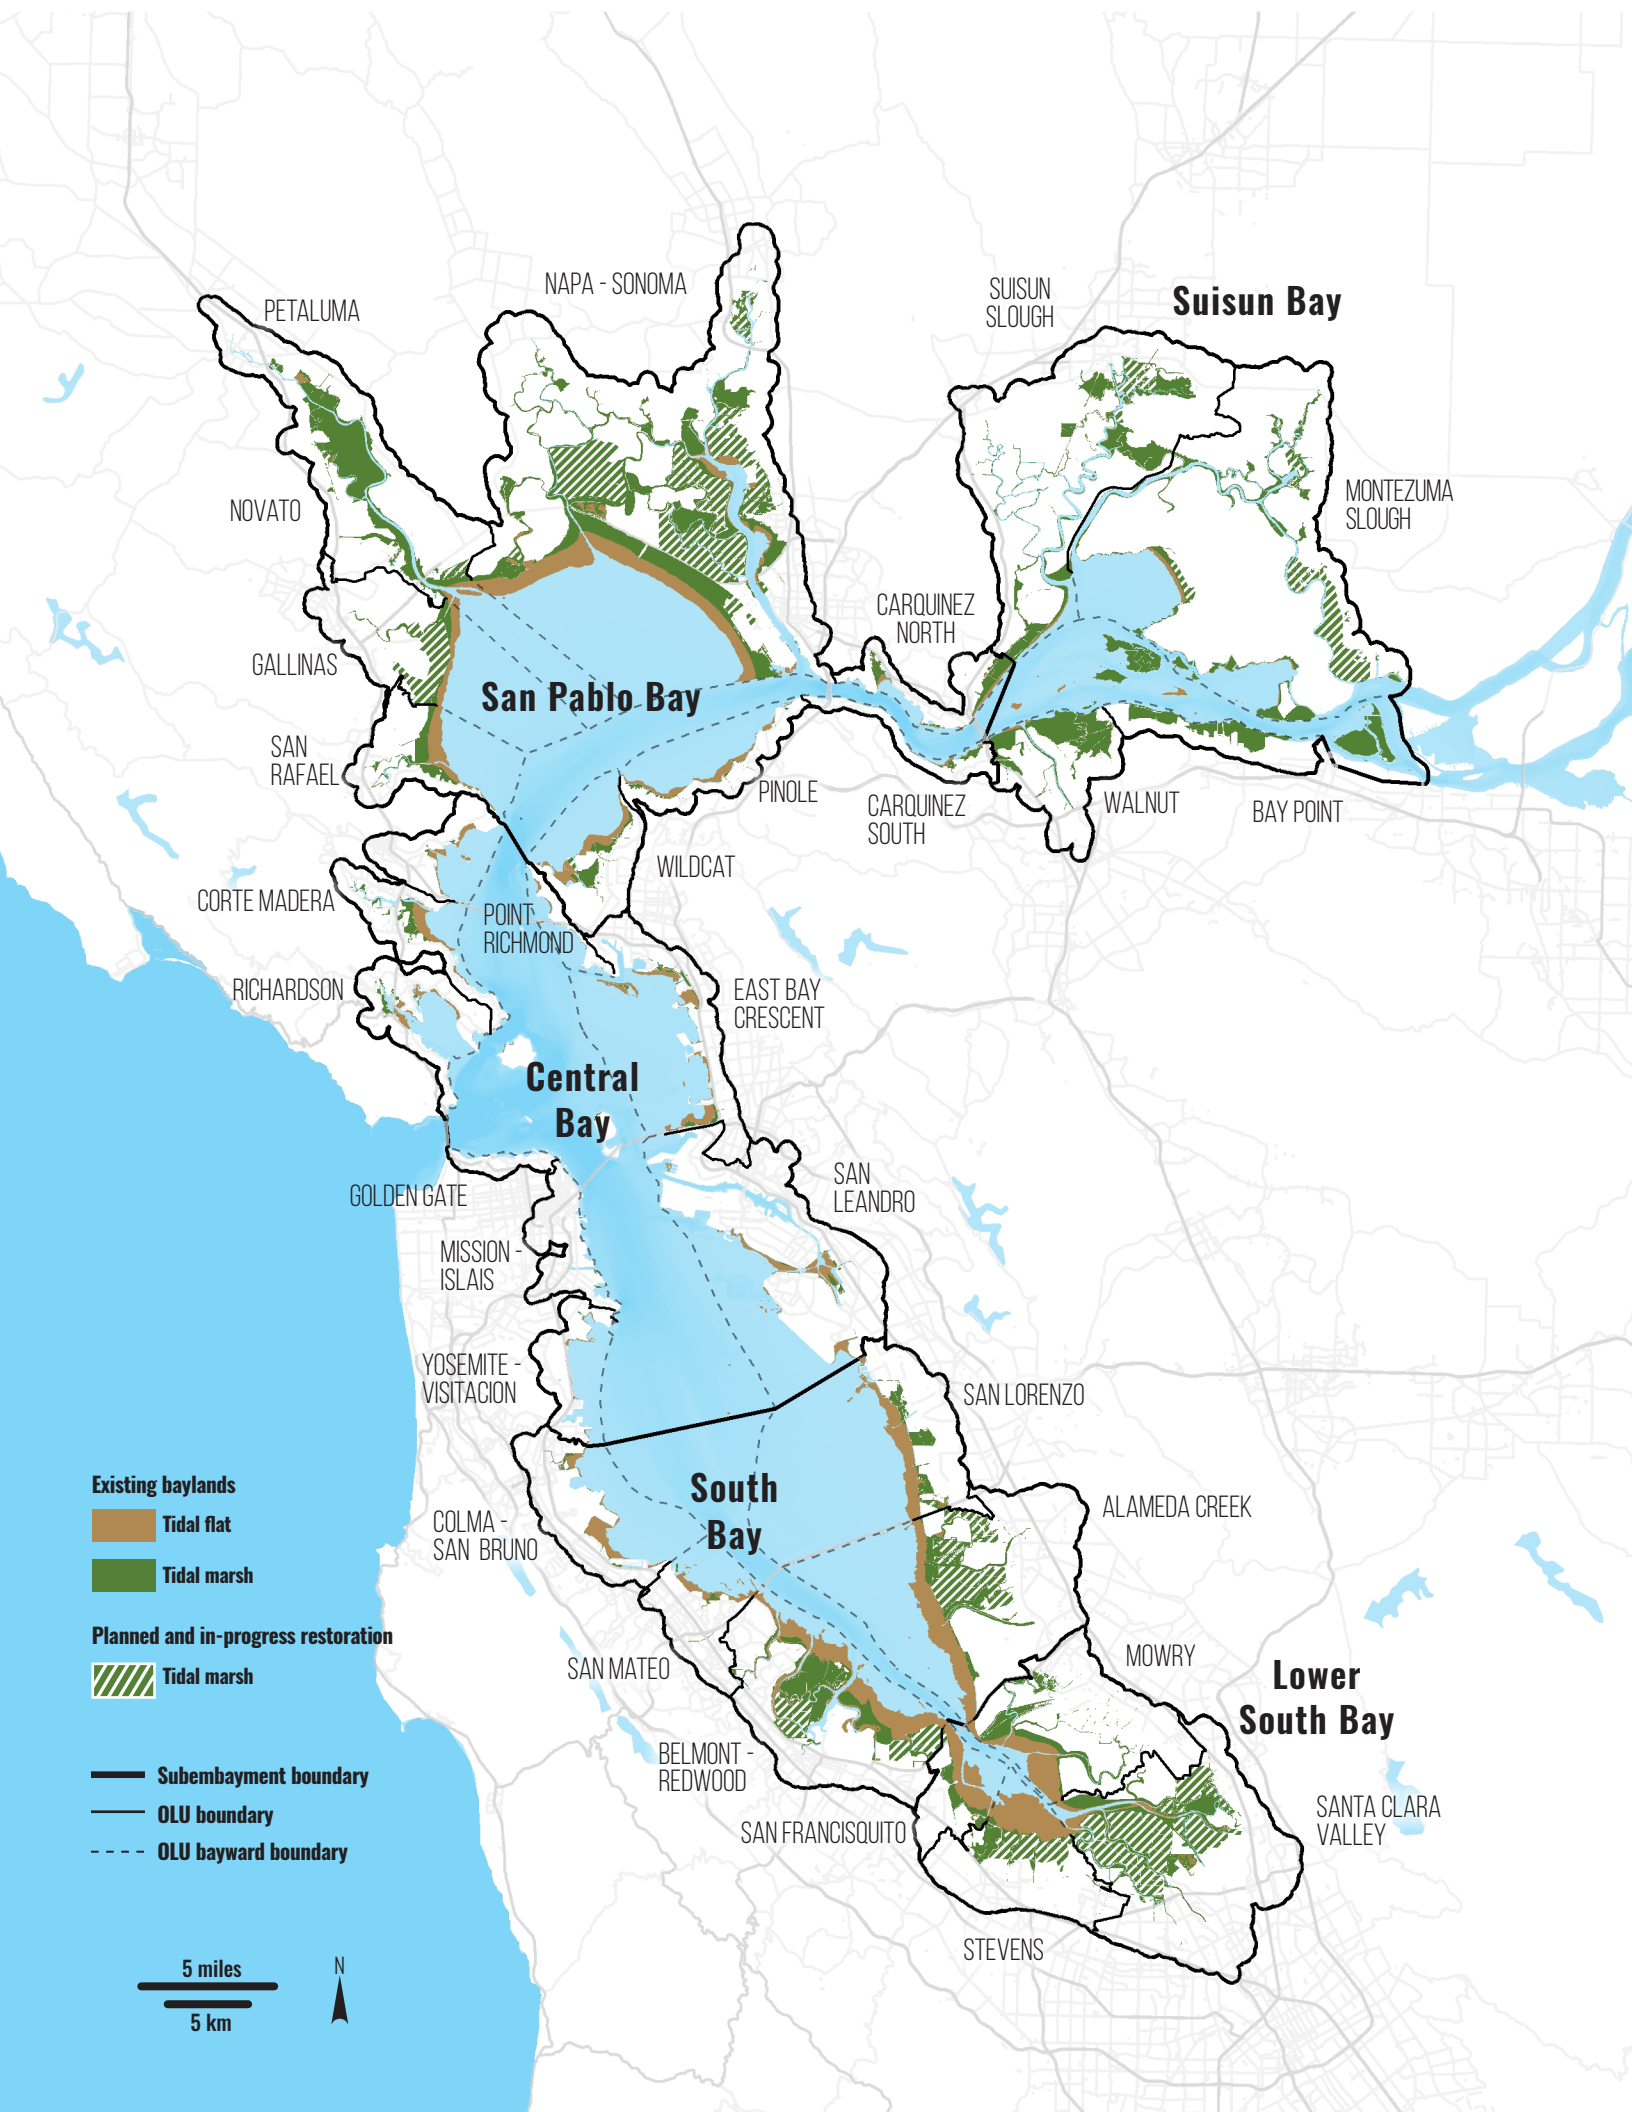 NAPA - SONOMA
PETALUMA
SUISUN
SLOUGH
Suisun Bay
NOVATO
MONTEZUMA
SLOUGH
CARQUINEZ
NORTH
GALLINAS
San Pablo Bay
SAN
RAFAEL
PINOLE
CARQUINEZ
SOUTH
WALNUT
BAY POINT
WILDCAT
CORTE MADERA
POINT
RICHMOND
RICHARDSON
EAST BAY
CRESCENT
Central
Bay
SAN
LEANDRO
GOLDEN GATE
MISSION -
ISLAIS
YOSEMITE -
VISITACION
SAN LORENZO
South
Bay
COLMA -
SAN BRUNO
ALAMEDA CREEK
SAN MATEO
MOWRY
Lower
South Bay
BELMONT -
REDWOOD
SAN FRANCISQUITO
SANTA CLARA
VALLEY
STEVENS
Existing baylands
Tidal flat
Tidal marsh
Planned and in-progress restoration
Tidal marsh
Subembayment boundary
OLU boundary
OLU bayward boundary
5 miles
5 km
N